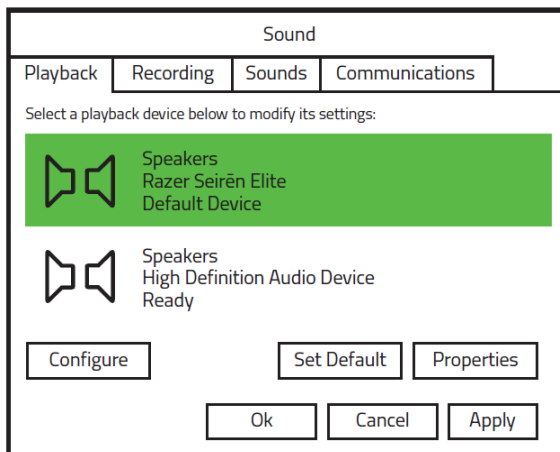 Sound
Playback Recording Sounds Communications
Select a playback device below to modify its settings:
Speakers
Razer Seirēn Elite
Default Device
Speakers
High Definition Audio Device
Ready
Configure Set Default Properties
Ok Cancel Apply